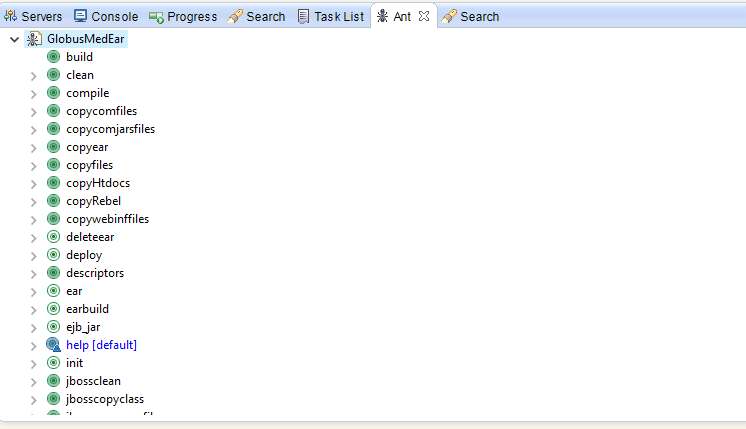 Servers Console Progress Search Task List Ant Search
GlobusMedEar
build
clean
compile
copycomfiles
copycomjarsfiles
copyear
copyfiles
copyHtdocs
copyRebel
copywebinffiles
deleteear
deploy
descriptors
ear
earbuild
ejb_jar
help [default]
init
jbossclean
jbosscopyclass